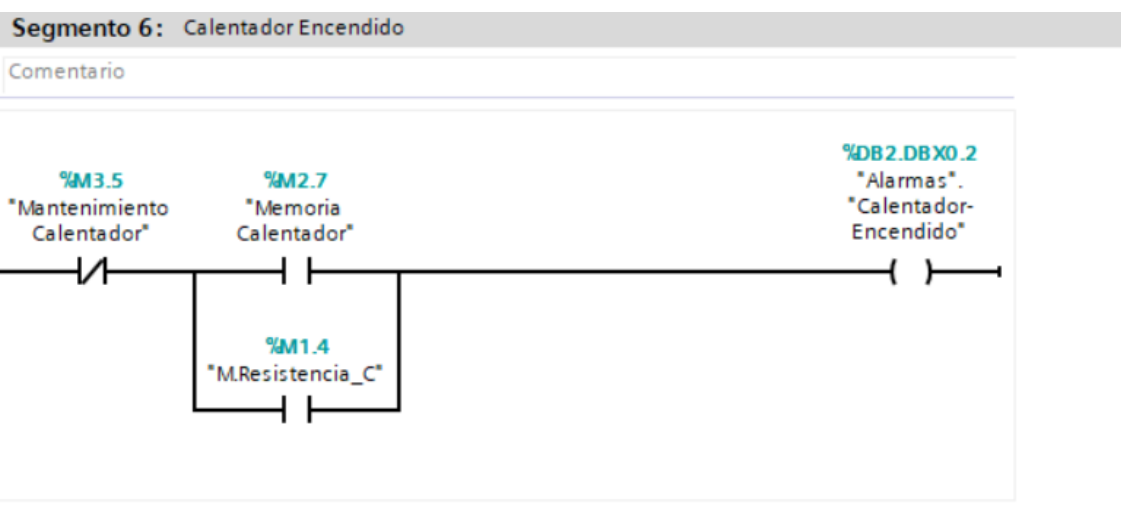 Segmento 6: Calentador Encendido
Comentario
%M3.5
"Mantenimiento
Calentador"
%M2.7
"Memoria
Calentador"
%DB2.DBX0.2
"Alarmas".
"Calentador-
Encendido"
%M1.4
"M.Resistencia_C"